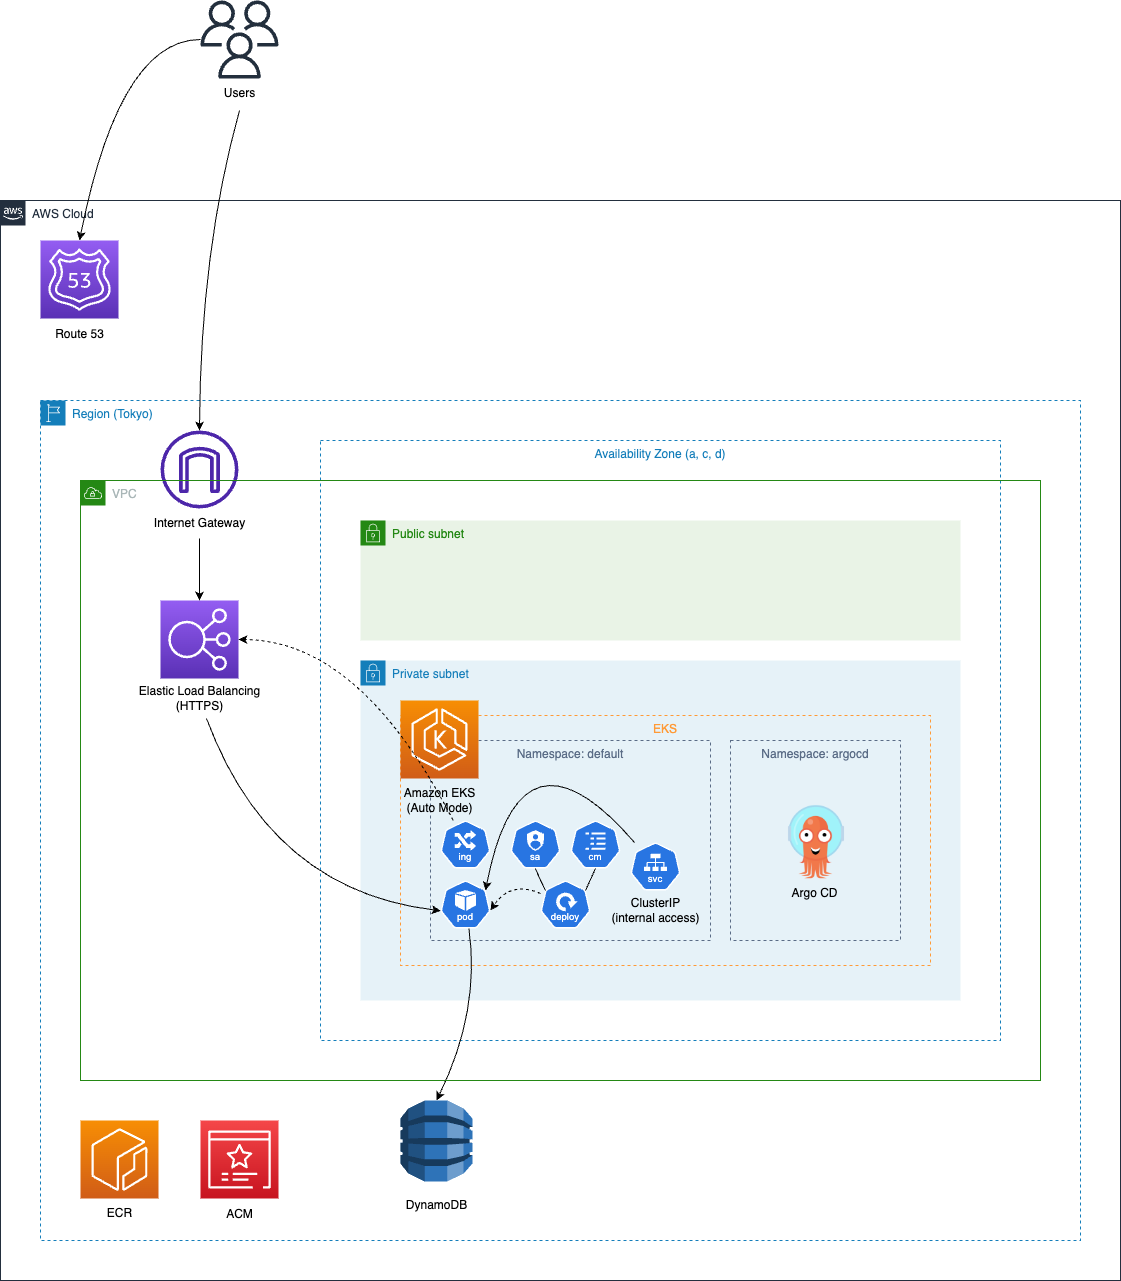 Users
aws
AWS Cloud
53
Route 53
Region (Tokyo)
Availability Zone (a, c, d)
VPC
Internet Gateway
Public subnet
Elastic Load Balancing
(HTTPS)
Private subnet
EKS
K
Namespace: default
Namespace: argocd
Amazon EKS
(Auto Mode)
ing
sa
cm
svc
pod
deploy
ClusterIP
(internal access)
Argo CD
DynamoDB
ECR
ACM